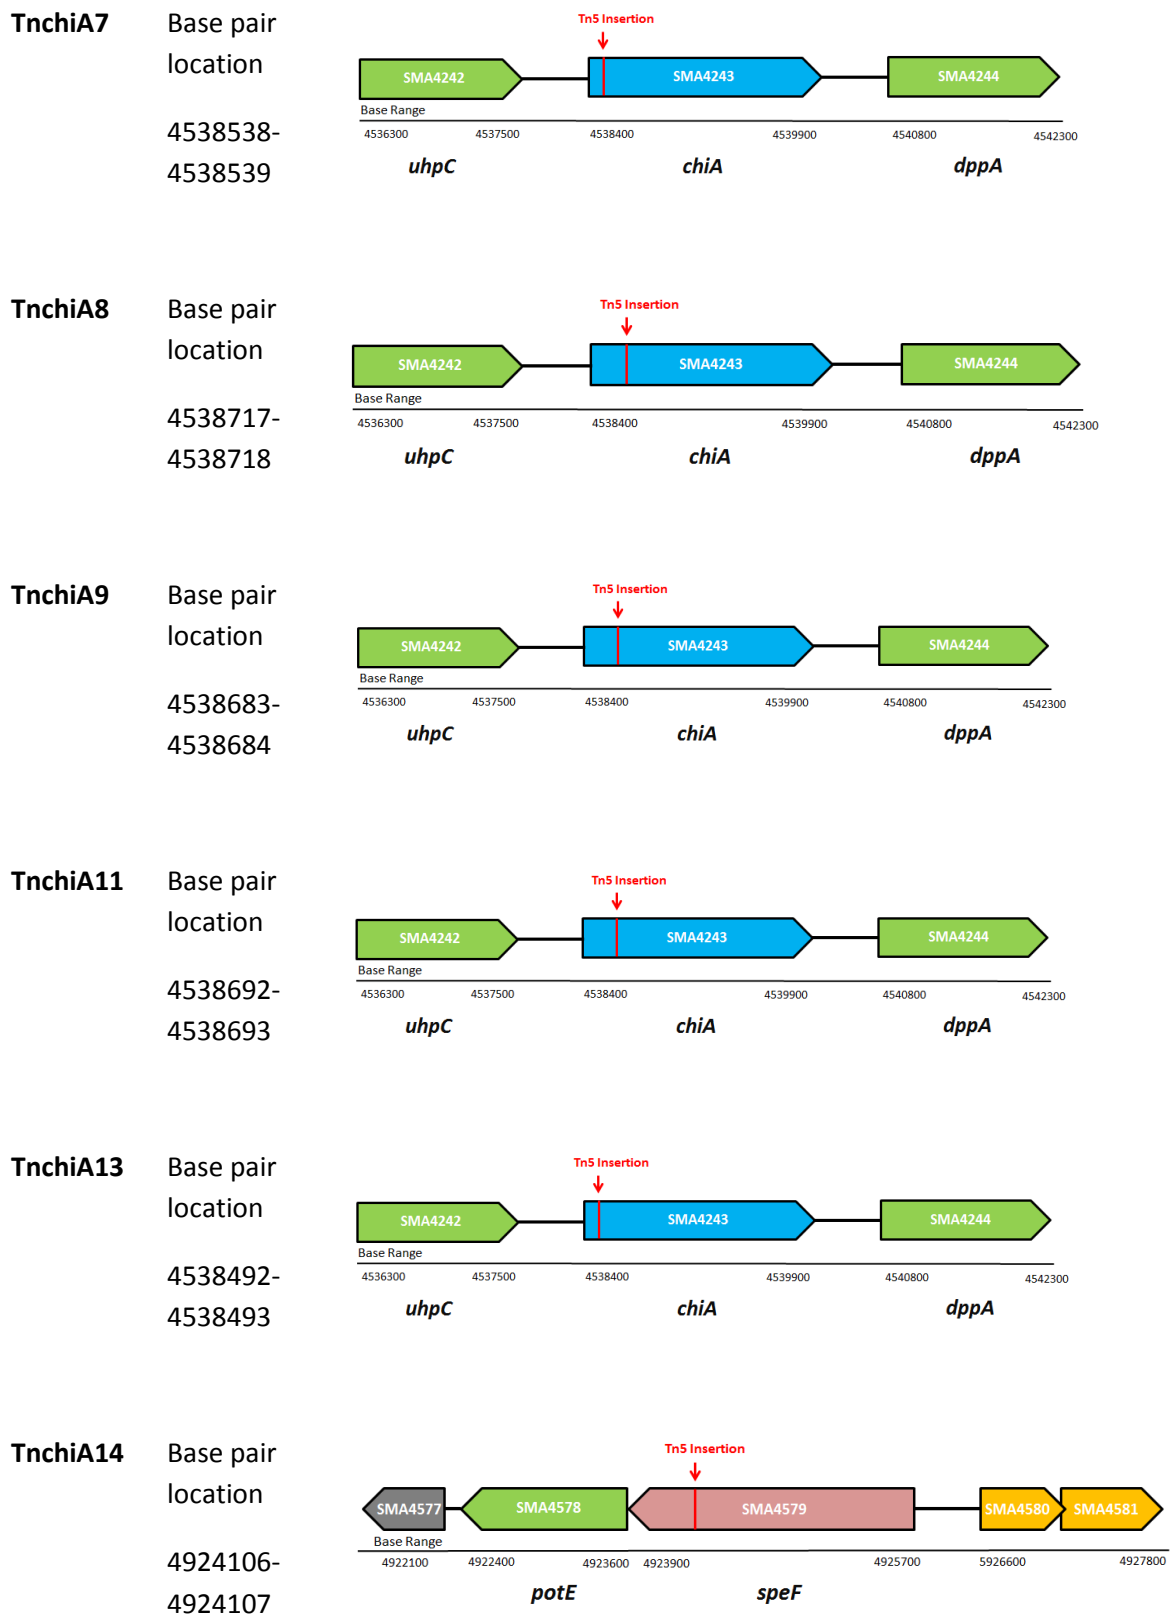 TnchiA7
Base pair
location
4538538-
4538539
Tn5 Insertion
SMA4242 SMA4243 SMA4244
Base Range
4536300 4537500 4538400 4539900 4540800 4542300
uhpC chiA dppA
TnchiA8
Base pair
location
4538717-
4538718
Tn5 Insertion
SMA4242 SMA4243 SMA4244
Base Range
4536300 4537500 4538400 4539900 4540800 4542300
uhpC chiA dppA
TnchiA9
Base pair
location
4538683-
4538684
Tn5 Insertion
SMA4242 SMA4243 SMA4244
Base Range
4536300 4537500 4538400 4539900 4540800 4542300
uhpC chiA dppA
TnchiA11
Base pair
location
4538692-
4538693
Tn5 Insertion
SMA4242 SMA4243 SMA4244
Base Range
4536300 4537500 4538400 4539900 4540800 4542300
uhpC chiA dppA
TnchiA13
Base pair
location
4538492-
4538493
Tn5 Insertion
SMA4242 SMA4243 SMA4244
Base Range
4536300 4537500 4538400 4539900 4540800 4542300
uhpC chiA dppA
TnchiA14
Base pair
location
4924106-
4924107
Tn5 Insertion
SMA4577 SMA4578 SMA4579 SMA4580 SMA4581
Base Range
4922100 4922400 4923600 4923900 4925700 5926600 4927800
potE speF